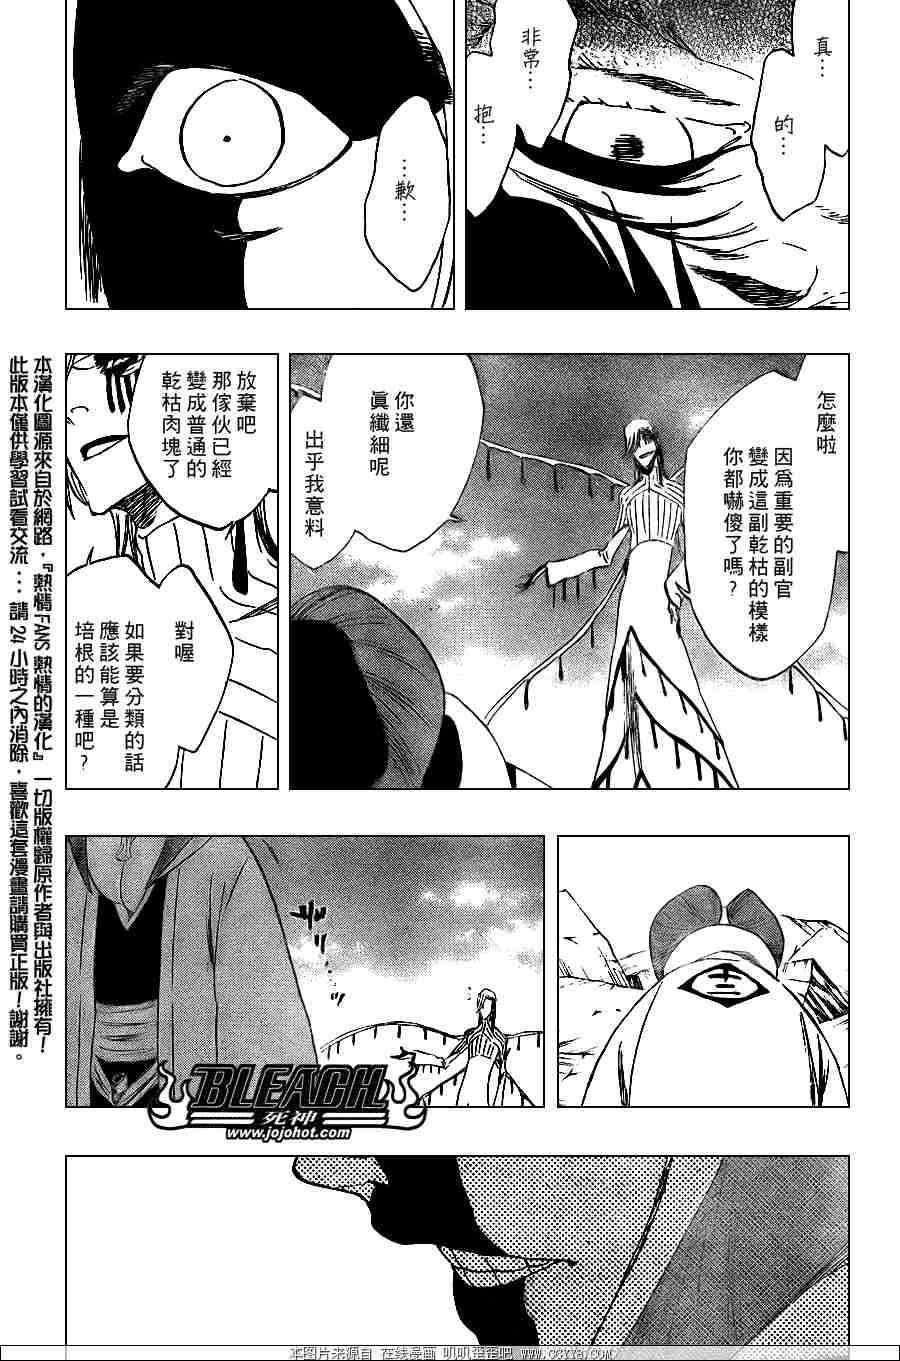 真…
的…
非常…
抱…
…歉…
怎麼啦
因爲重要的副官
變成這副乾枯的模樣
你都嚇傻了嗎？
你還
眞纖細呢
出乎我意料
放棄吧
那傢伙已經
變成普通的
乾枯肉塊了
對喔
如果要分類的話
應該能算是
培根的一種吧？
五
BLEACH
死神
www.jojohot.com
本漢化圖源來自於網路，『熱情FANS熱情的漢化』一切版權歸原作者與出版社擁有！
此版本僅供學習試看交流…請24小時之內消除，喜歡這套漫畫請購買正版！謝謝。
本图片来源自 在线漫画 叽叽歪歪吧 www.ccyya.com